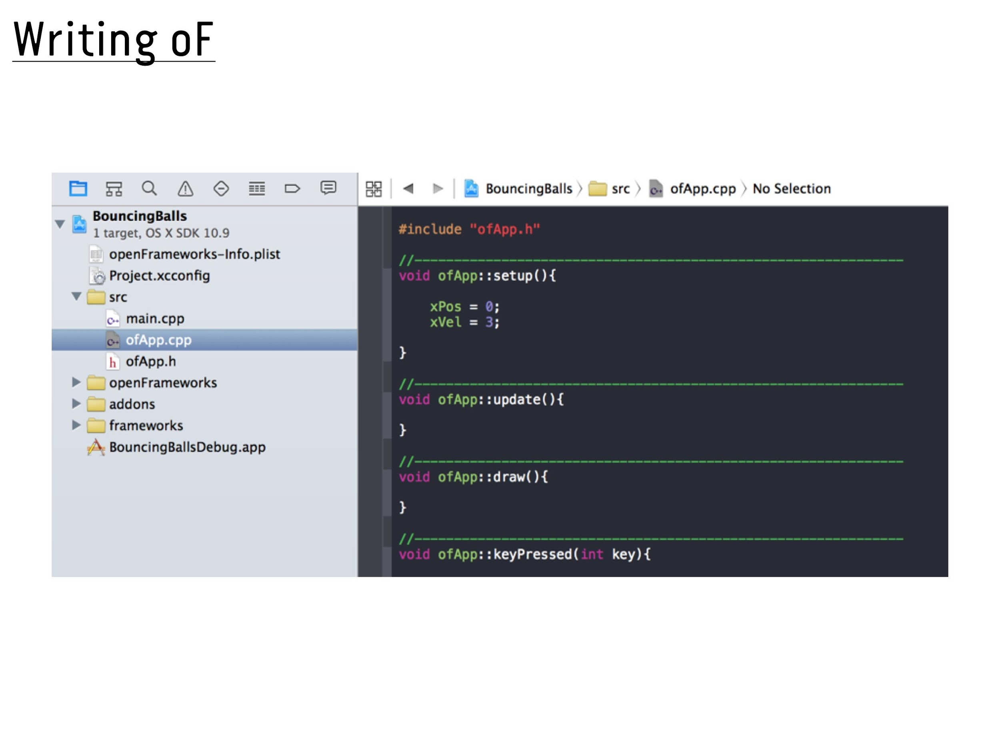 Writing oF
BouncingBalls
1 target, OS X SDK 10.9
openFrameworks-Info.plist
Project.xcconfig
src
main.cpp
ofApp.cpp
ofApp.h
openFrameworks
addons
frameworks
BouncingBallsDebug.app
BouncingBalls 〉 src 〉 ofApp.cpp 〉 No Selection
#include "ofApp.h"
//--------------------------------------------------------------
void ofApp::setup(){
xPos = 0;
xVel = 3;
}
//--------------------------------------------------------------
void ofApp::update(){
}
//--------------------------------------------------------------
void ofApp::draw(){
}
//--------------------------------------------------------------
void ofApp::keyPressed(int key){